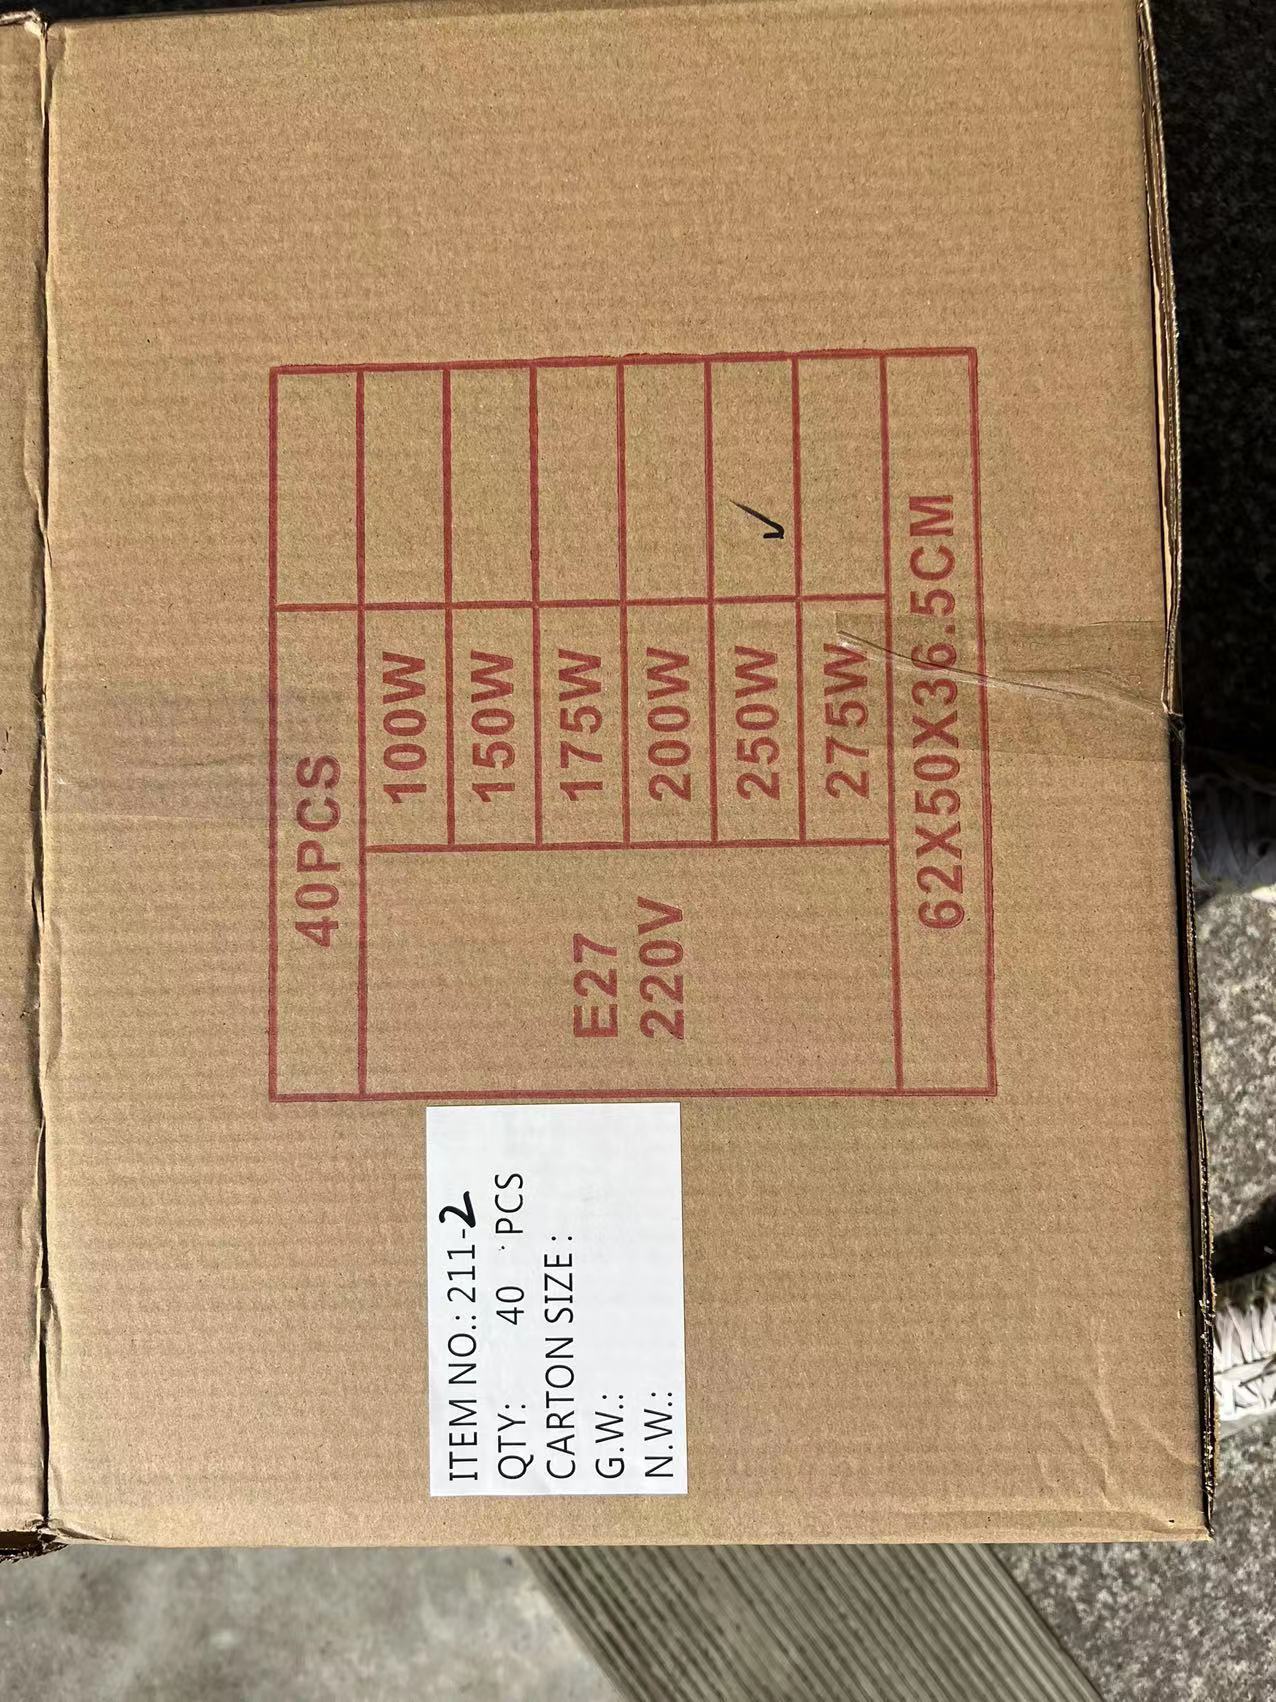 40PCS
E27
220V
100W
150W
175W
200W
250W ✓
275W
62X50X36.5CM
ITEM NO.: 211-2
QTY: 40 PCS
CARTON SIZE:
G.W.:
N.W.: